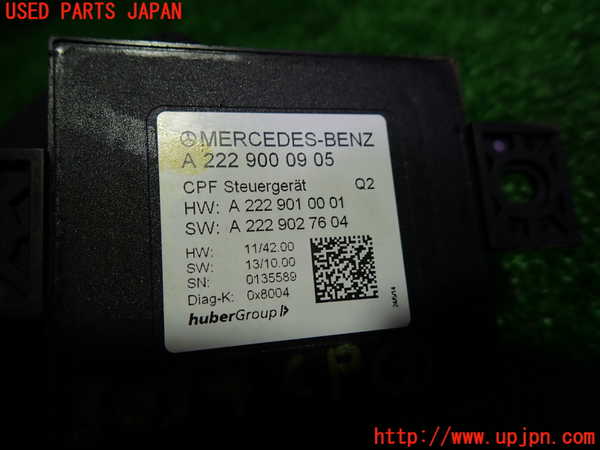 USED PARTS JAPAN
MERCEDES-BENZ
A 222 900 09 05
CPF Steuergerät Q2
HW: A 222 901 00 01
SW: A 222 902 76 04
HW: 11/42.00
SW: 13/10.00
SN: 0135589
Diag-K: 0x8004
huberGroup
http://www.upjpn.com/